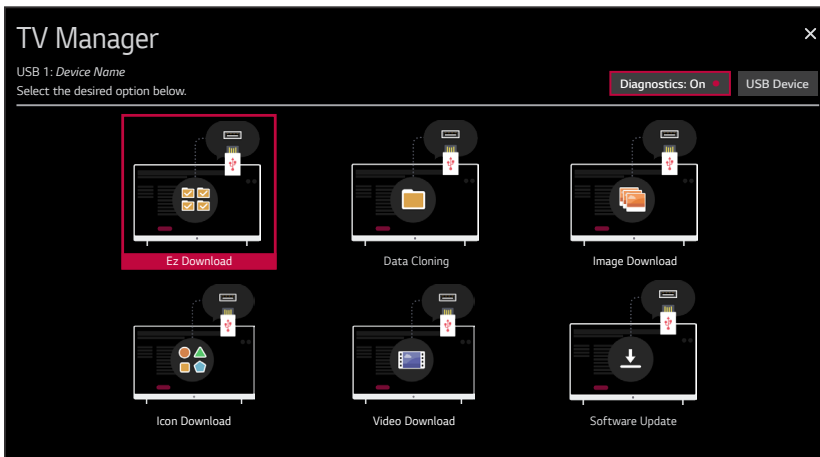 TV Manager
USB 1: Device Name
Select the desired option below.
Diagnostics: On
USB Device
Ez Download
Data Cloning
Image Download
Icon Download
Video Download
Software Update